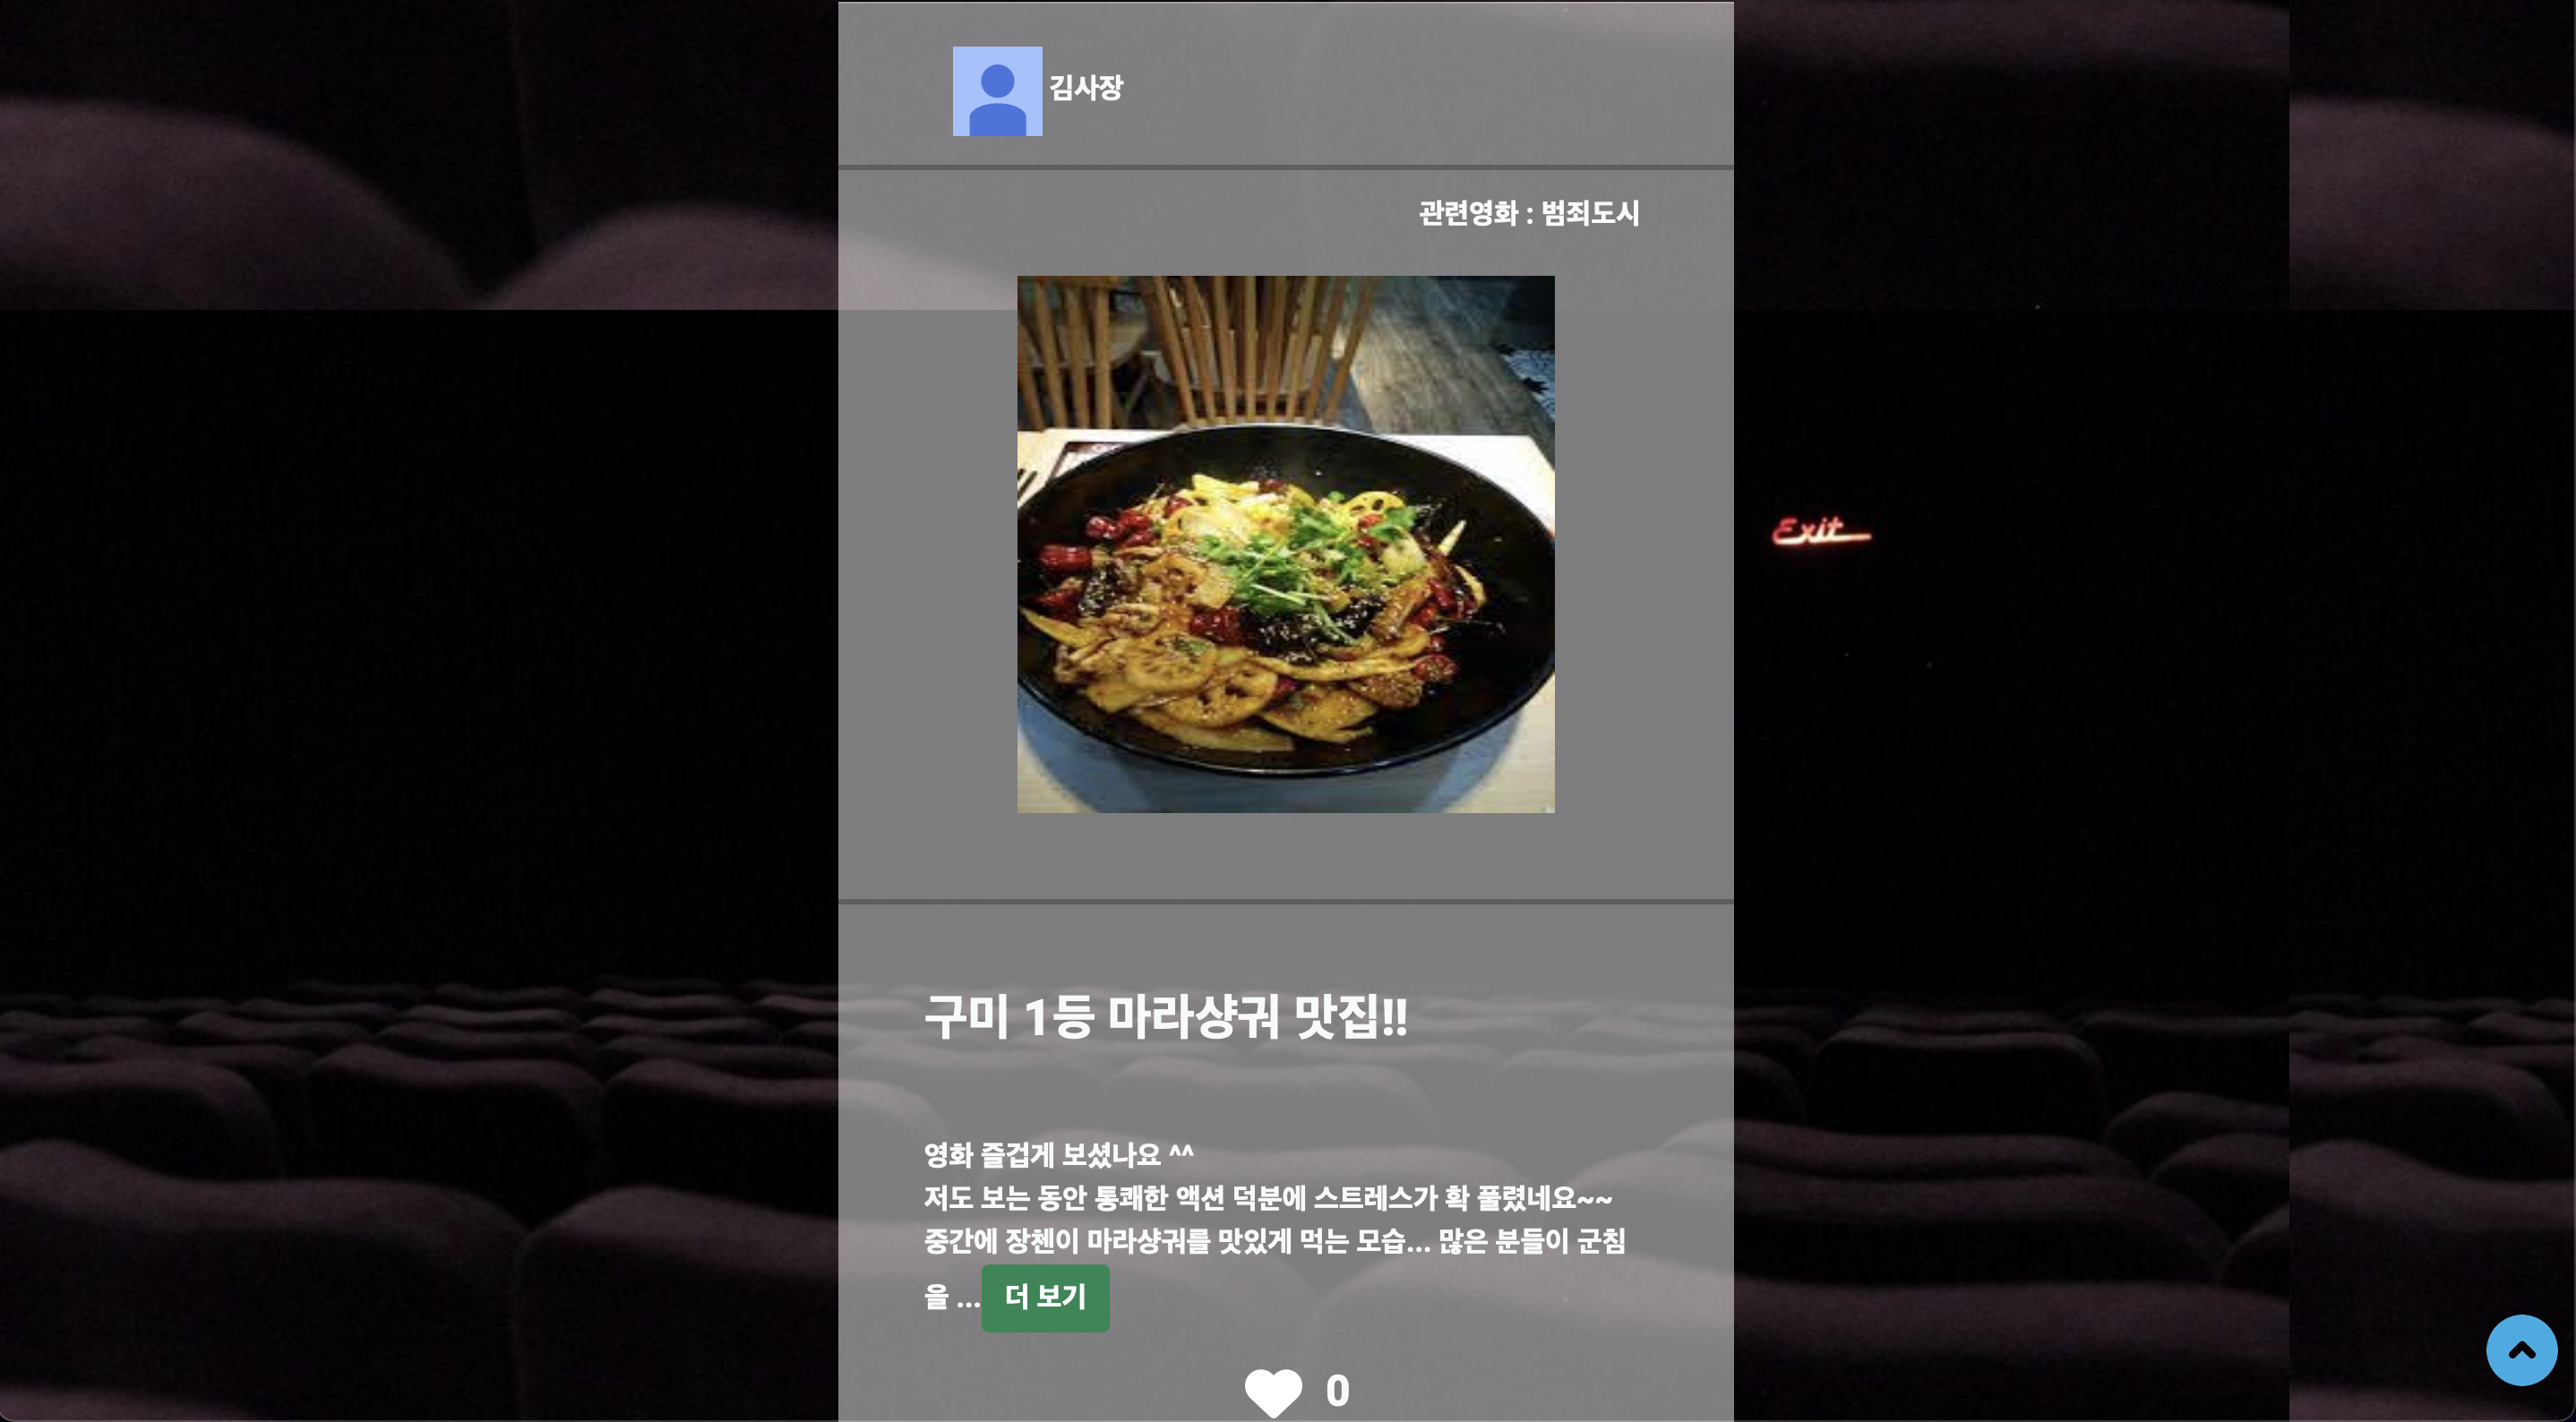 김사장
관련영화 : 범죄도시
Exit
구미 1등 마라샹궈 맛집!!
영화 즐겁게 보셨나요 ^^
저도 보는 동안 통쾌한 액션 덕분에 스트레스가 확 풀렸네요~~
중간에 장첸이 마라샹궈를 맛있게 먹는 모습... 많은 분들이 군침
을 ... 더 보기
0